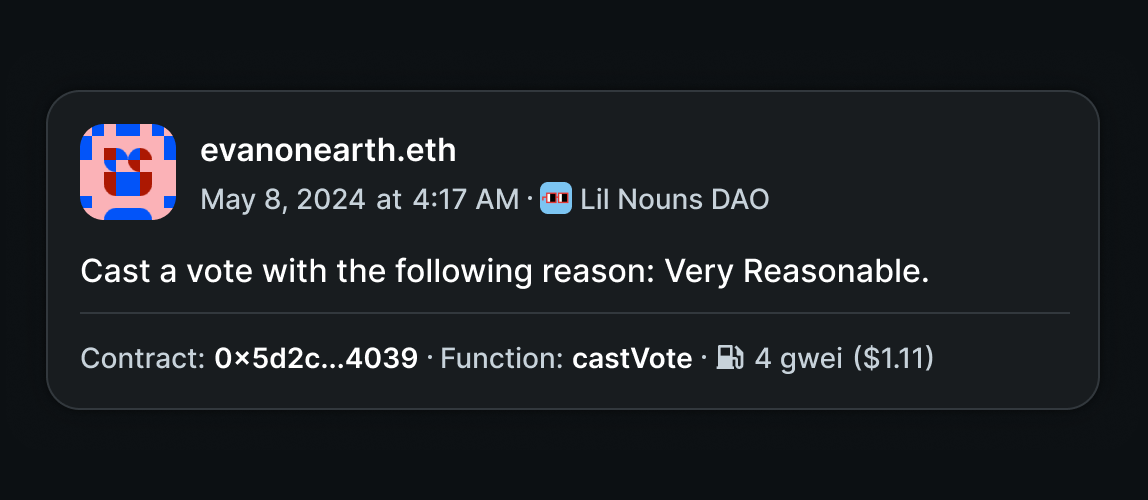 evanonearth.eth
May 8, 2024 at 4:17 AM · Lil Nouns DAO
Cast a vote with the following reason: Very Reasonable.
Contract: 0×5d2c...4039 · Function: castVote · 4 gwei ($1.11)